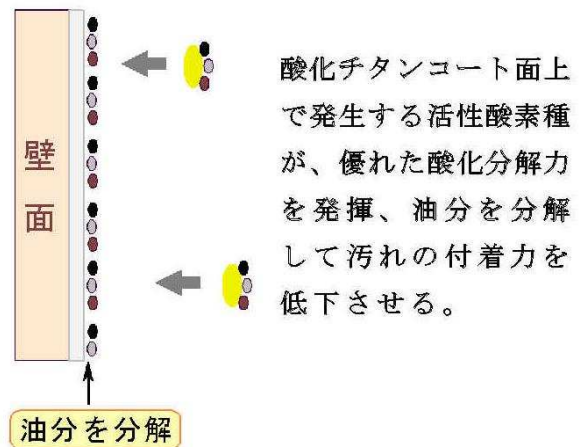 壁面
酸化チタンコート面上
で発生する活性酸素種
が、優れた酸化分解力
を発揮、油分を分解
して汚れの付着力を
低下させる。
油分を分解